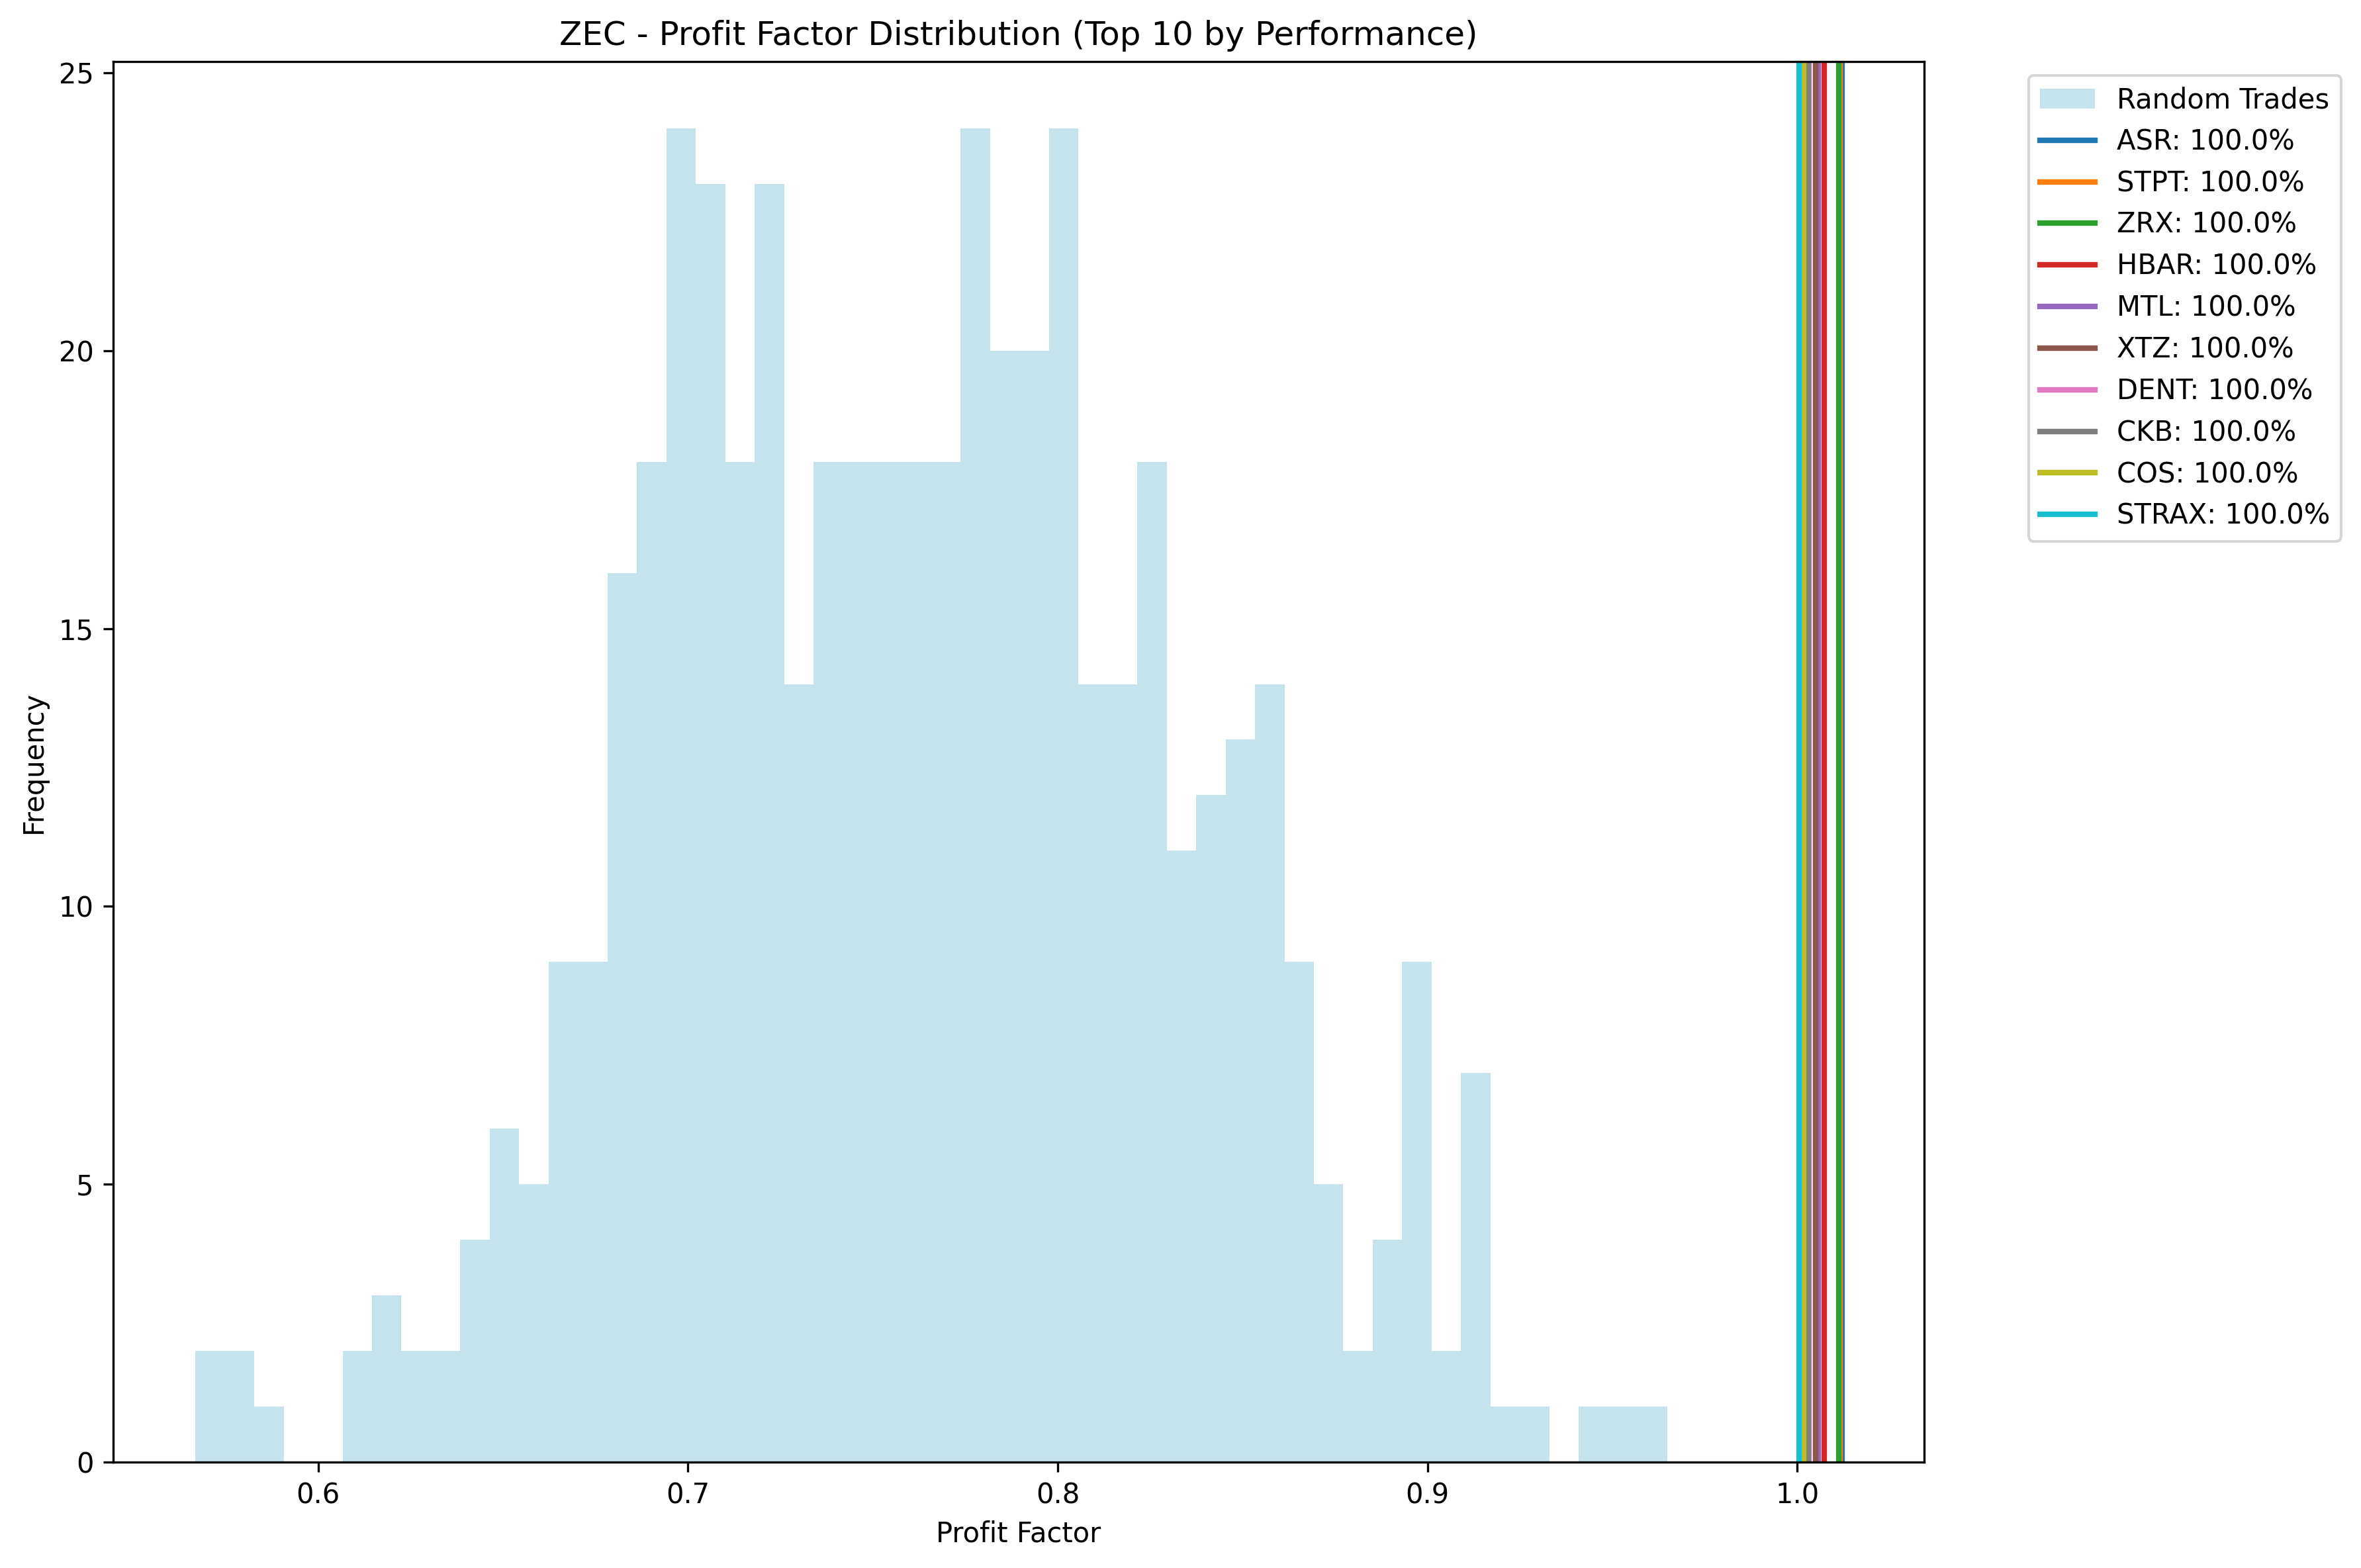 ZEC - Profit Factor Distribution (Top 10 by Performance)
25
20
15
10
5
0
Frequency
0.6 0.7 0.8 0.9 1.0
Profit Factor
Random Trades
ASR: 100.0%
STPT: 100.0%
ZRX: 100.0%
HBAR: 100.0%
MTL: 100.0%
XTZ: 100.0%
DENT: 100.0%
CKB: 100.0%
COS: 100.0%
STRAX: 100.0%